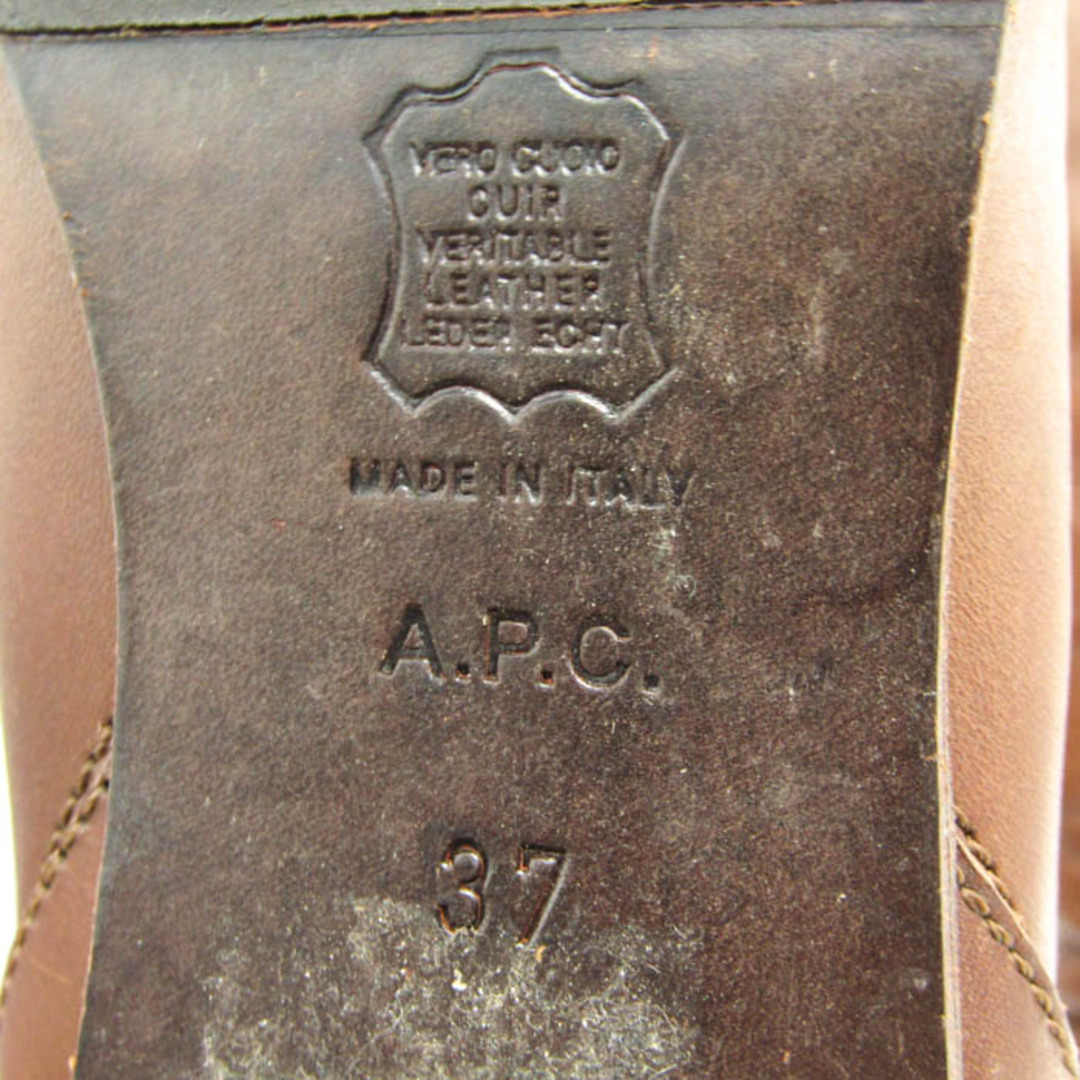 VERO CUOIO
CUIR
VERITABLE
LEATHER
LEDER ECHT
MADE IN ITALY
A.P.C.
37